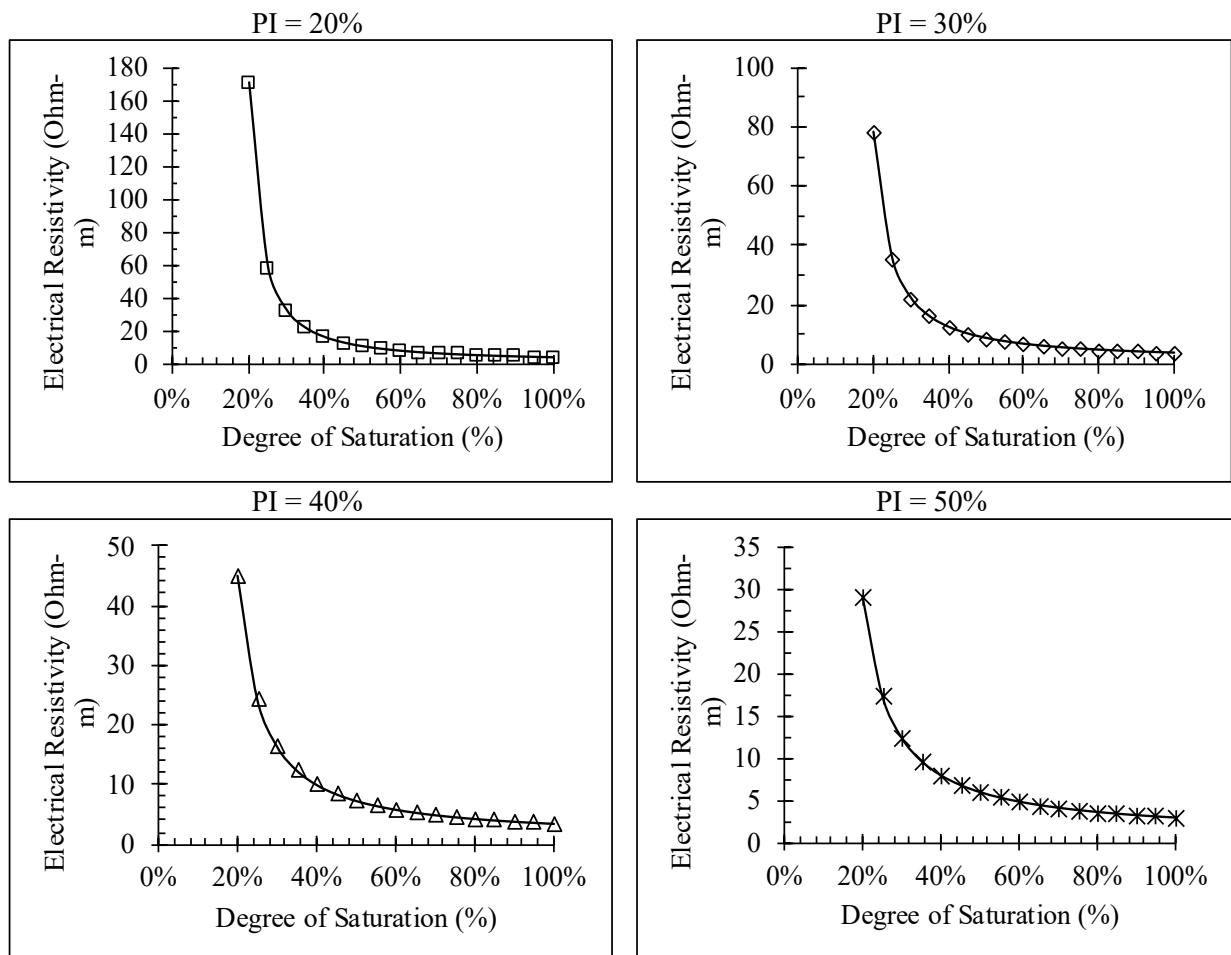 PI = 20%
Electrical Resistivity (Ohm-
m)
180
160
140
120
100
80
60
40
20
0
0% 20% 40% 60% 80% 100%
Degree of Saturation (%)
PI = 30%
Electrical Resistivity (Ohm-
m)
100
80
60
40
20
0
0% 20% 40% 60% 80% 100%
Degree of Saturation (%)
PI = 40%
Electrical Resistivity (Ohm-
m)
50
40
30
20
10
0
0% 20% 40% 60% 80% 100%
Degree of Saturation (%)
PI = 50%
Electrical Resistivity (Ohm-
m)
35
30
25
20
15
10
5
0
0% 20% 40% 60% 80% 100%
Degree of Saturation (%)